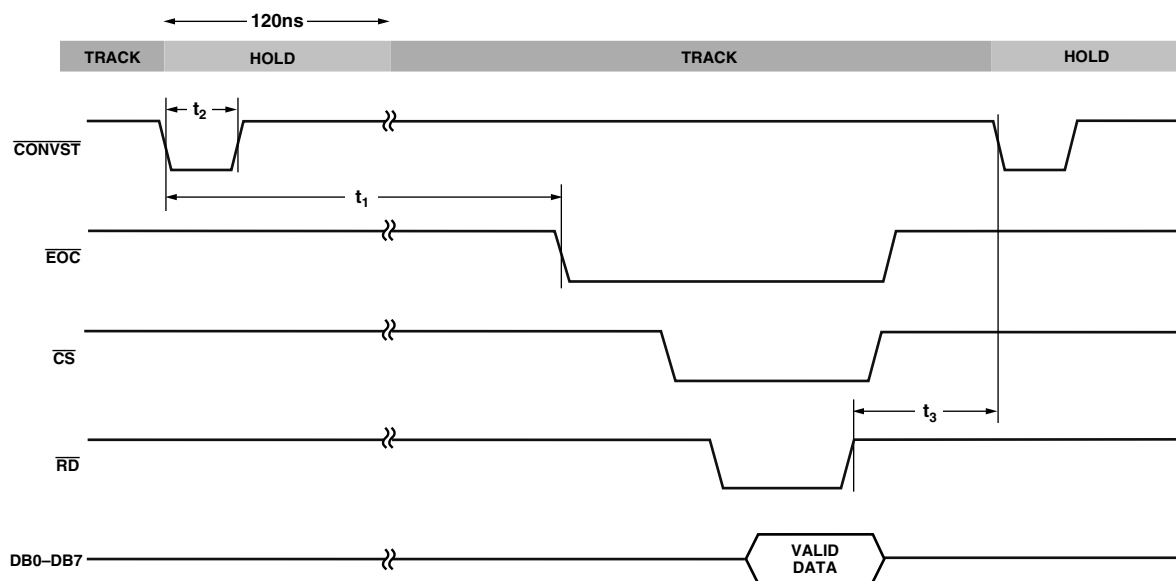 120ns
TRACK HOLD TRACK HOLD
t2
CONVST
t1
EOC
CS
t3
RD
DB0–DB7 VALID
DATA